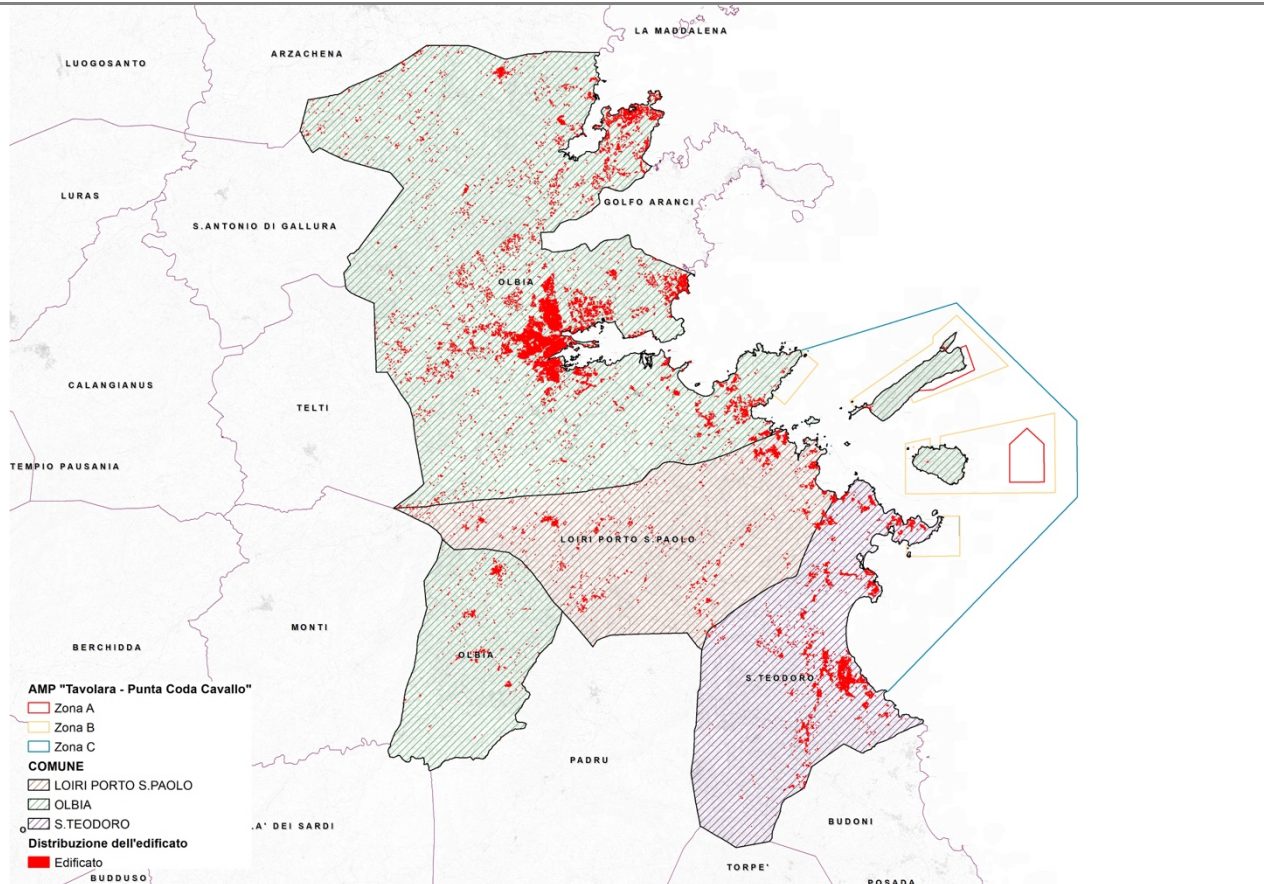 LA MADDALENA
ARZACHENA
LUOGOSANTO
LURAS
GOLFO ARANCI
S.ANTONIO DI GALLURA
OLBIA
CALANGIANUS
TELTI
TEMPIO PAUSANIA
LOIRI PORTO S.PAOLO
MONTI
BERCHIDDA
OLBIA
S.TEODORO
PADRU
BUDONI
A' DEI SARDI
TORPE'
POSADA
BUDDUSO
AMP "Tavolara - Punta Coda Cavallo"
Zona A
Zona B
Zona C
COMUNE
LOIRI PORTO S.PAOLO
OLBIA
S.TEODORO
Distribuzione dell'edificato
Edificato